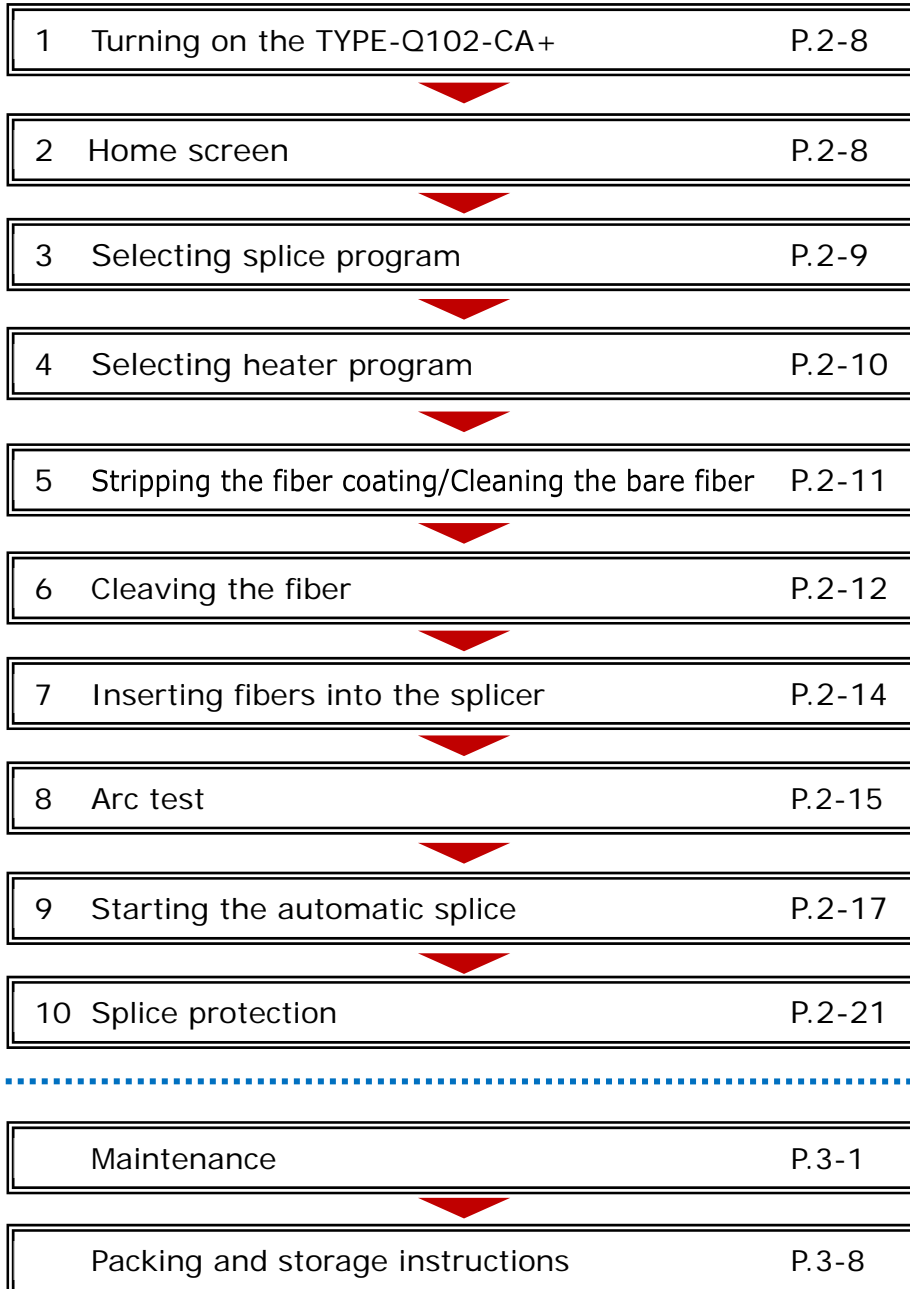 1 Turning on the TYPE-Q102-CA+ P.2-8
2 Home screen P.2-8
3 Selecting splice program P.2-9
4 Selecting heater program P.2-10
5 Stripping the fiber coating/Cleaning the bare fiber P.2-11
6 Cleaving the fiber P.2-12
7 Inserting fibers into the splicer P.2-14
8 Arc test P.2-15
9 Starting the automatic splice P.2-17
10 Splice protection P.2-21
Maintenance P.3-1
Packing and storage instructions P.3-8